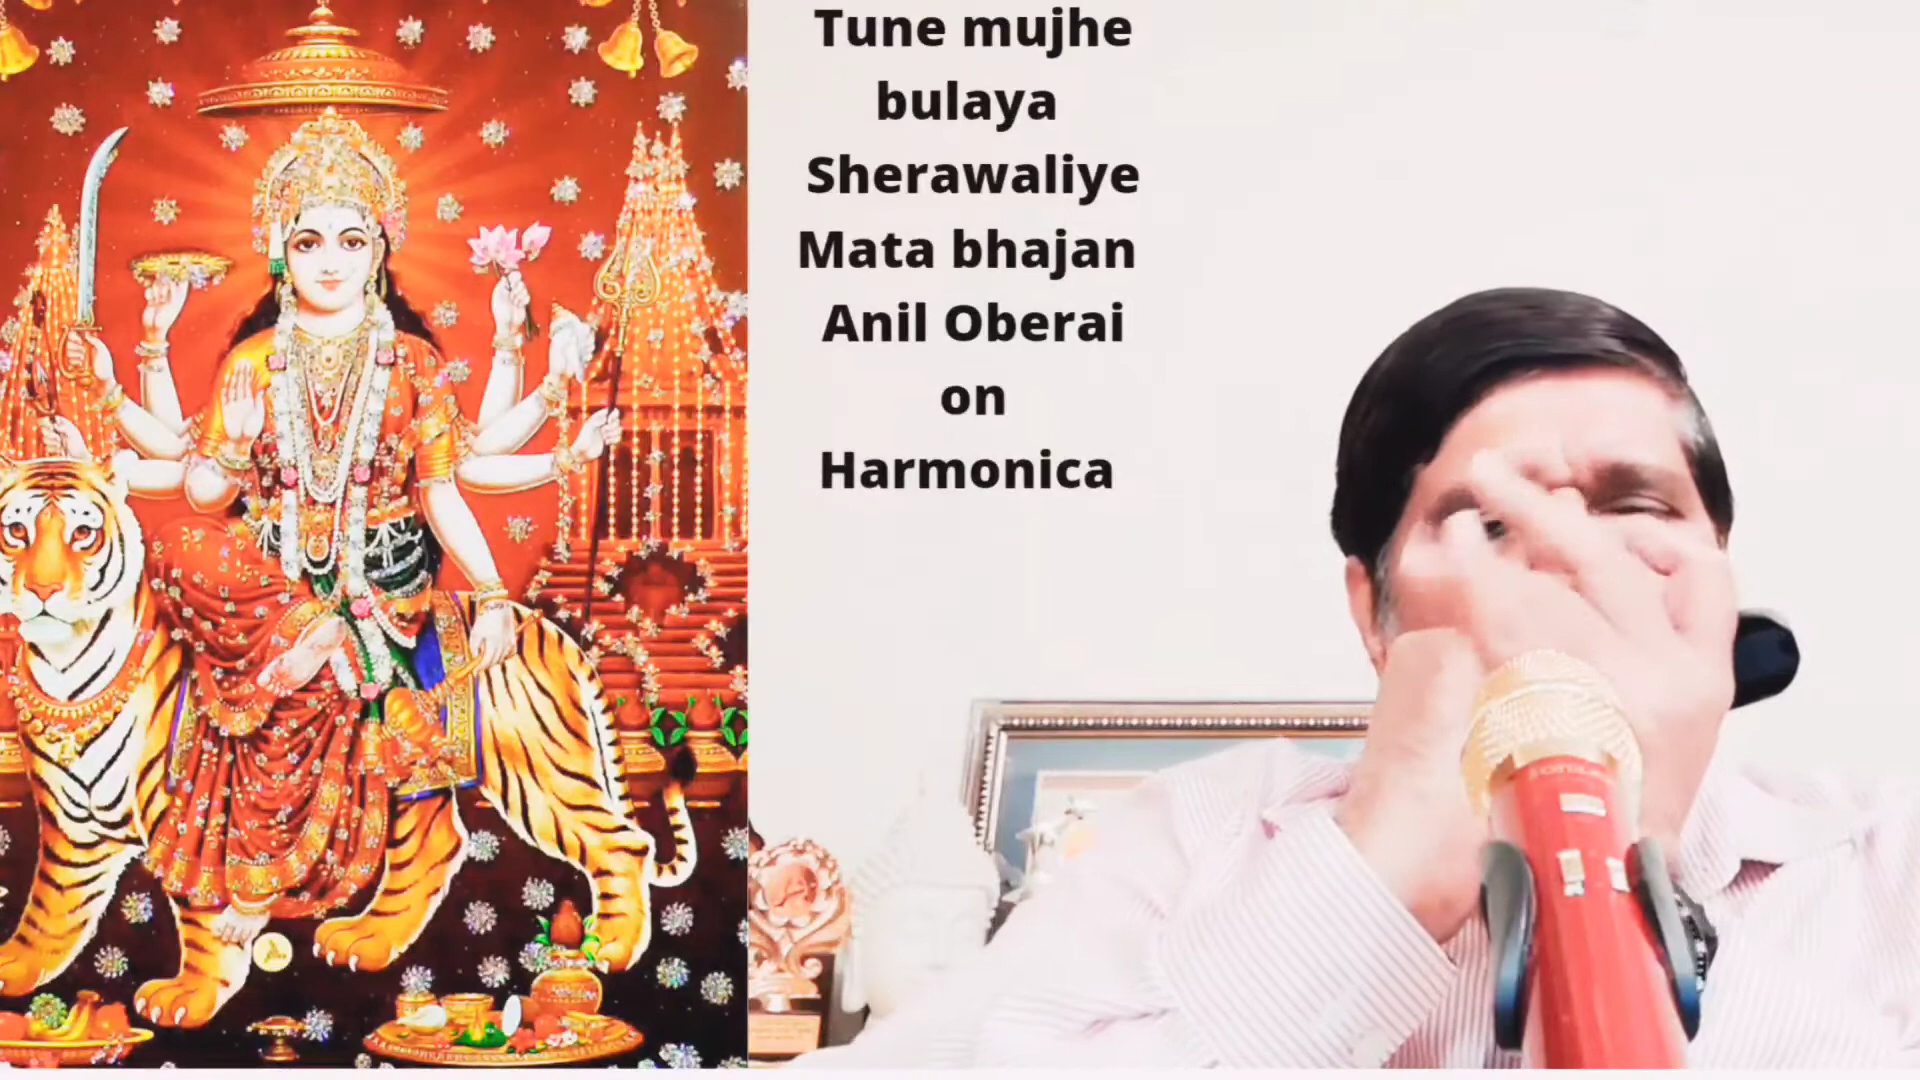 Tune mujhe
bulaya
Sherawaliye
Mata bhajan
Anil Oberai
on
Harmonica